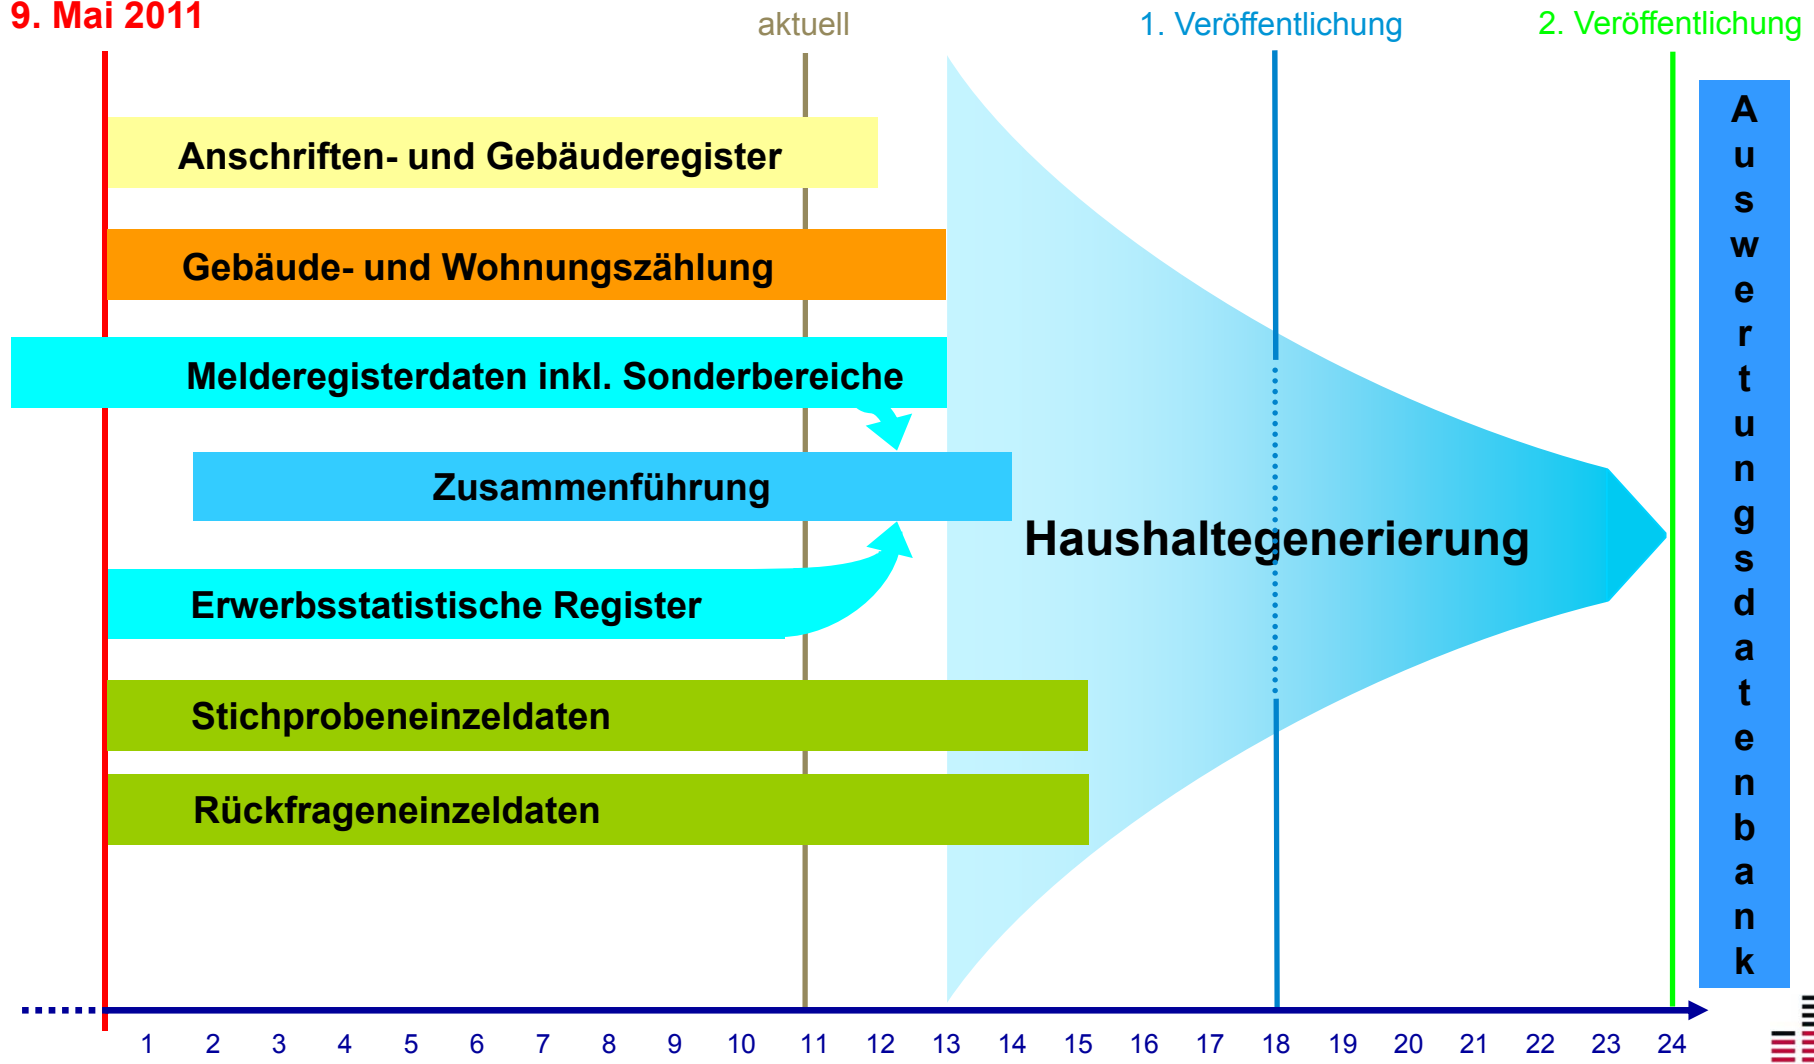 9. Mai 2011
aktuell
1. Veröffentlichung
2. Veröffentlichung
Anschriften- und Gebäuderegister
Gebäude- und Wohnungszählung
Melderegisterdaten inkl. Sonderbereiche
Zusammenführung
Haushaltegenerierung
Erwerbsstatistische Register
Stichprobeneinzeldaten
Rückfrageneinzeldaten
Auswertungsdatenbank
1 2 3 4 5 6 7 8 9 10 11 12 13 14 15 16 17 18 19 20 21 22 23 24